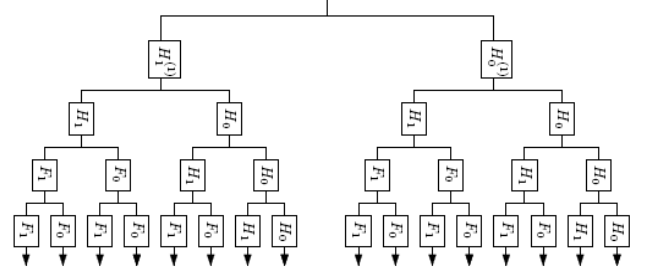 H₁⁽¹⁾ H₀⁽¹⁾
H₁ H₀ H₁ H₀
F₁ F₀ H₁ H₀ F₁ F₀ H₁ H₀
F₁ F₀ F₁ F₀ F₁ F₀ H₁ H₀ F₁ F₀ F₁ F₀ F₁ F₀ H₁ H₀